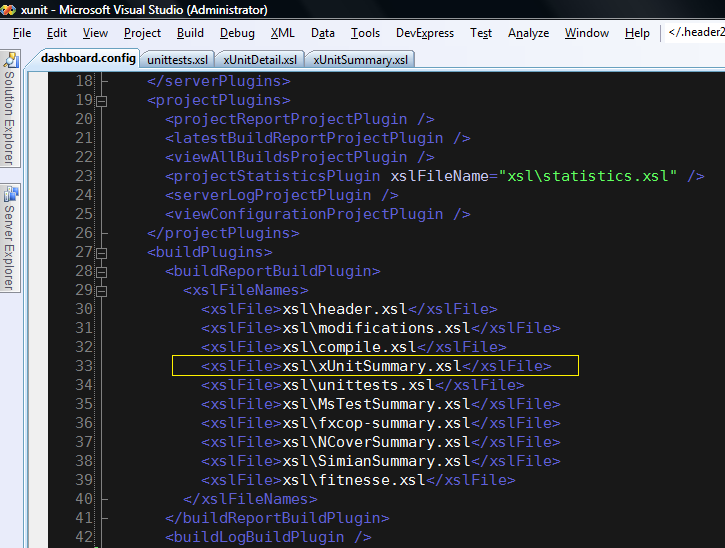 xunit - Microsoft Visual Studio (Administrator)
File Edit View Project Build Debug XML Data Tools DevExpress Test Analyze Window Help </.header2
dashboard.config unittests.xsl xUnitDetail.xsl xUnitSummary.xsl
Solution Explorer
Server Explorer
18 </serverPlugins>
19 <projectPlugins>
20 <projectReportProjectPlugin />
21 <latestBuildReportProjectPlugin />
22 <viewAllBuildsProjectPlugin />
23 <projectStatisticsPlugin xslFileName="xsl\statistics.xsl" />
24 <serverLogProjectPlugin />
25 <viewConfigurationProjectPlugin />
26 </projectPlugins>
27 <buildPlugins>
28 <buildReportBuildPlugin>
29 <xslFileNames>
30 <xslFile>xsl\header.xsl</xslFile>
31 <xslFile>xsl\modifications.xsl</xslFile>
32 <xslFile>xsl\compile.xsl</xslFile>
33 <xslFile>xsl\xUnitSummary.xsl</xslFile>
34 <xslFile>xsl\unittests.xsl</xslFile>
35 <xslFile>xsl\MsTestSummary.xsl</xslFile>
36 <xslFile>xsl\fxcop-summary.xsl</xslFile>
37 <xslFile>xsl\NCoverSummary.xsl</xslFile>
38 <xslFile>xsl\SimianSummary.xsl</xslFile>
39 <xslFile>xsl\fitnesse.xsl</xslFile>
40 </xslFileNames>
41 </buildReportBuildPlugin>
42 <buildLogBuildPlugin />